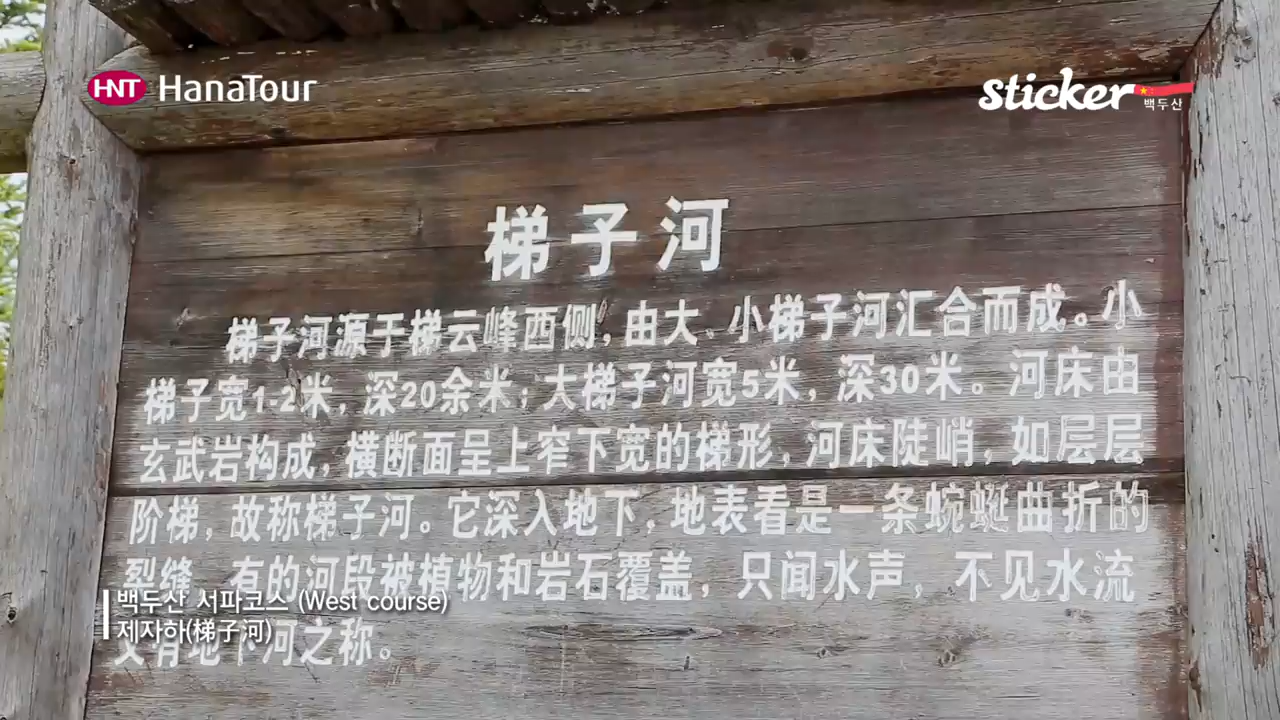 HNT HanaTour
sticker 백두산
梯子河
梯子河源于梯云峰西侧，由大、小梯子河汇合而成。小
梯子宽1-2米，深20余米；大梯子河宽5米，深30米。河床由
玄武岩构成，横断面呈上窄下宽的梯形，河床陡峭，如层层
阶梯，故称梯子河。它深入地下，地表看是一条蜿蜒曲折的
裂缝，有的河段被植物和岩石覆盖，只闻水声，不见水流
又有地下河之称。
백두산 서파코스 (West course)
제자하(梯子河)